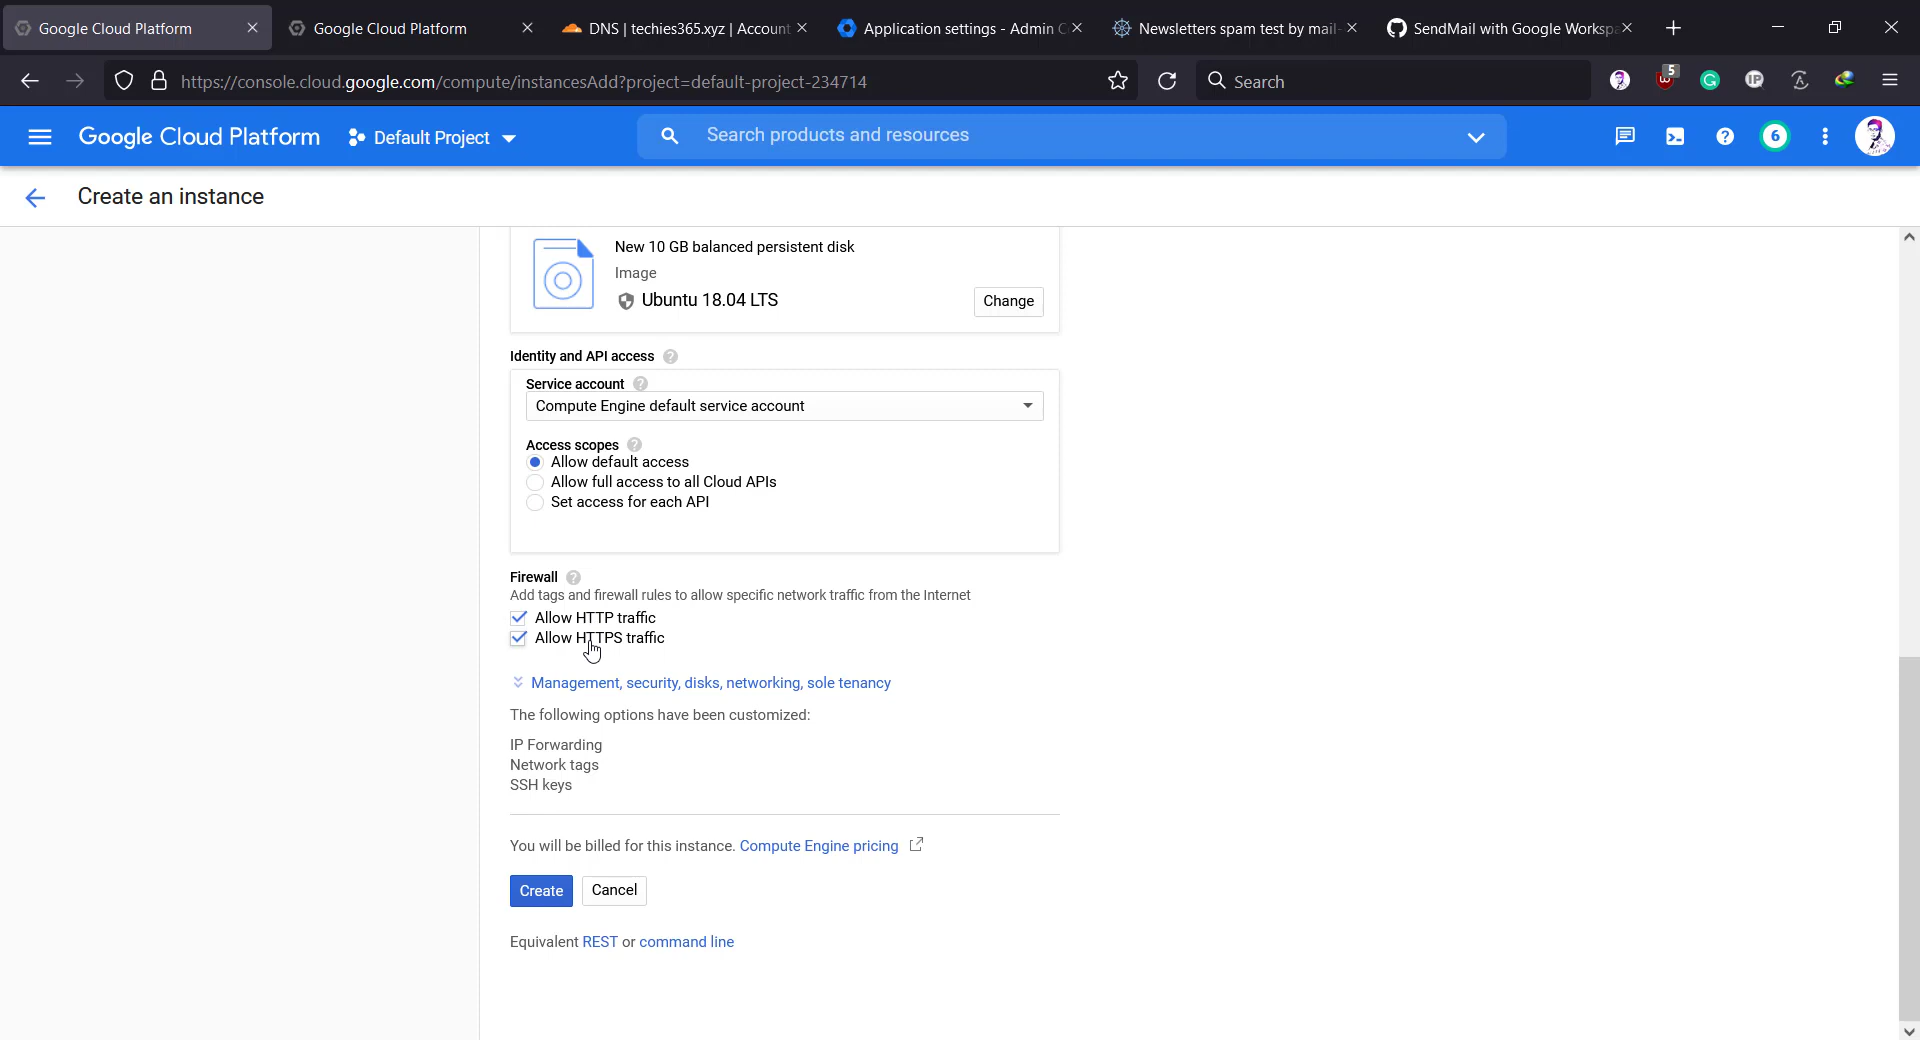 Google Cloud Platform
Google Cloud Platform
DNS | techies365.xyz | Account
Application settings - Admin C
Newsletters spam test by mail-
SendMail with Google Workspa
https://console.cloud.google.com/compute/instancesAdd?project=default-project-234714
Search
5
IP
Google Cloud Platform
Default Project
Search products and resources
6
Create an instance
New 10 GB balanced persistent disk
Image
Ubuntu 18.04 LTS
Change
Identity and API access
Service account
Compute Engine default service account
Access scopes
Allow default access
Allow full access to all Cloud APIs
Set access for each API
Firewall
Add tags and firewall rules to allow specific network traffic from the Internet
Allow HTTP traffic
Allow HTTPS traffic
Management, security, disks, networking, sole tenancy
The following options have been customized:
IP Forwarding
Network tags
SSH keys
You will be billed for this instance. Compute Engine pricing
Create
Cancel
Equivalent REST or command line